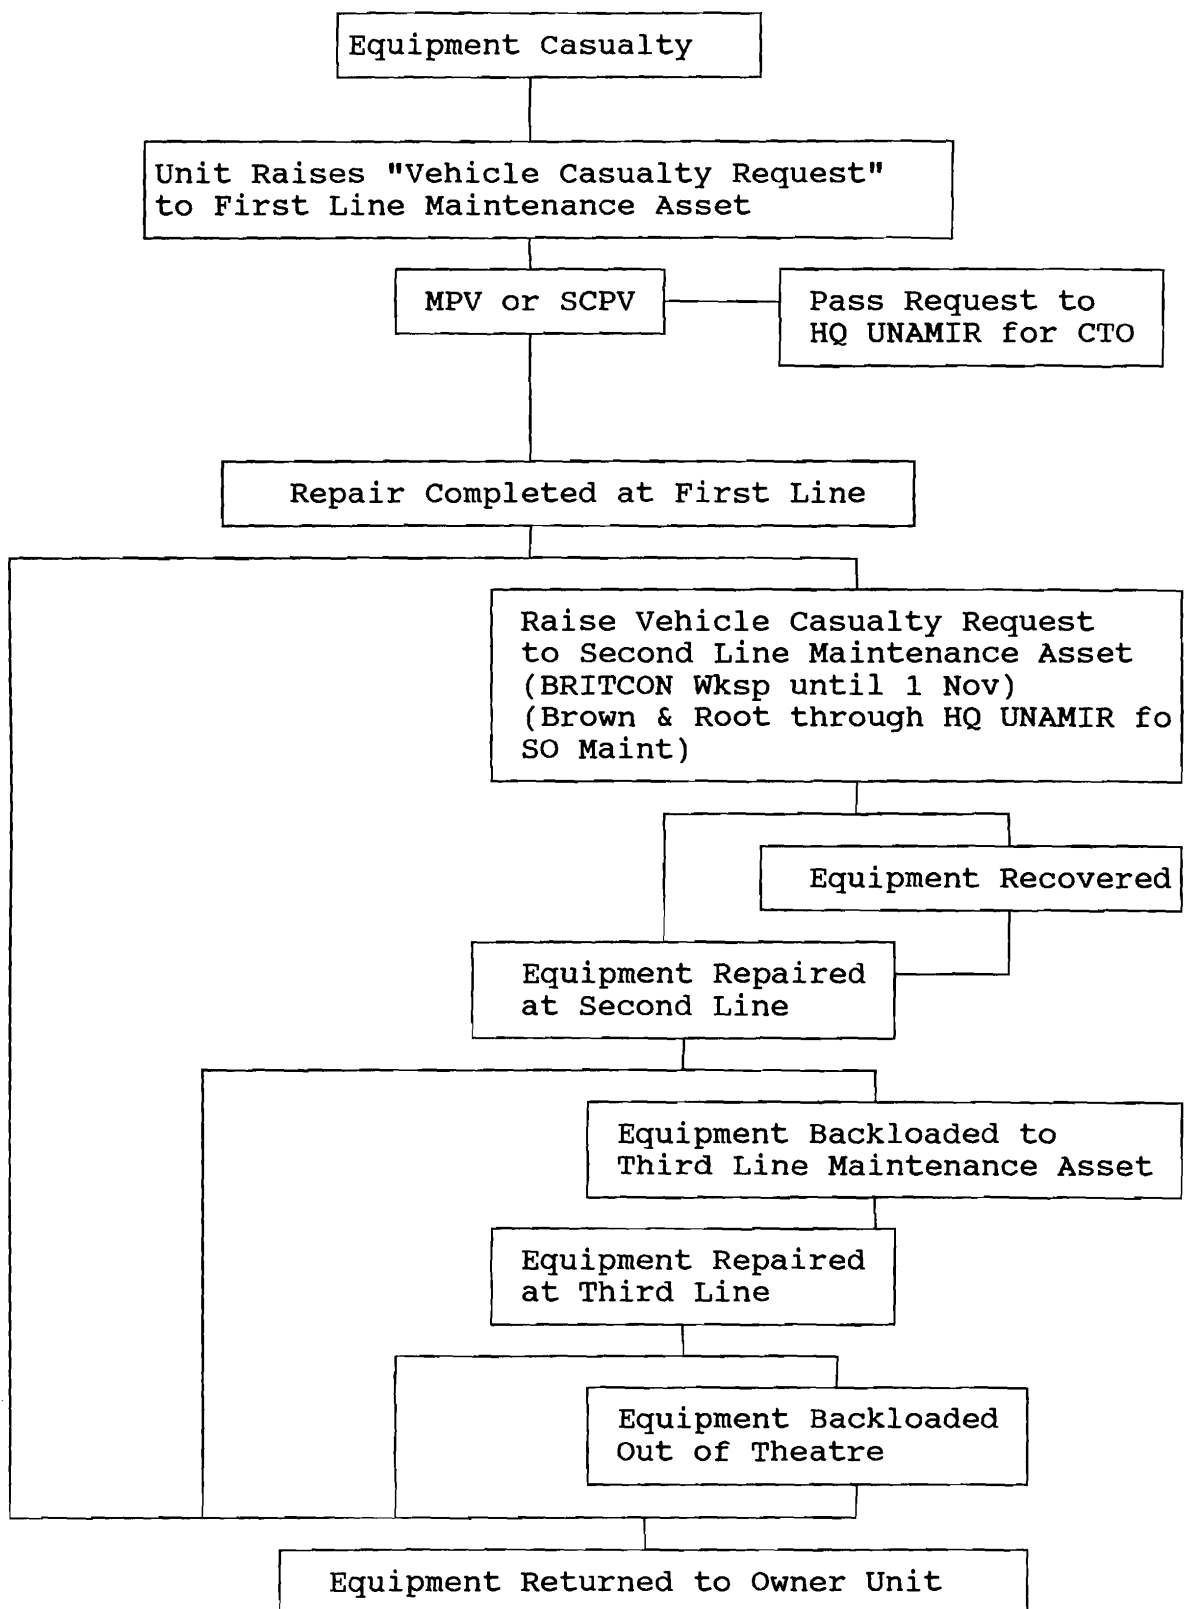 Equipment Casualty
Unit Raises "Vehicle Casualty Request"
to First Line Maintenance Asset
MPV or SCPV
Pass Request to
HQ UNAMIR for CTO
Repair Completed at First Line
Raise Vehicle Casualty Request
to Second Line Maintenance Asset
(BRITCON Wksp until 1 Nov)
(Brown & Root through HQ UNAMIR fo
SO Maint)
Equipment Recovered
Equipment Repaired
at Second Line
Equipment Backloaded to
Third Line Maintenance Asset
Equipment Repaired
at Third Line
Equipment Backloaded
Out of Theatre
Equipment Returned to Owner Unit